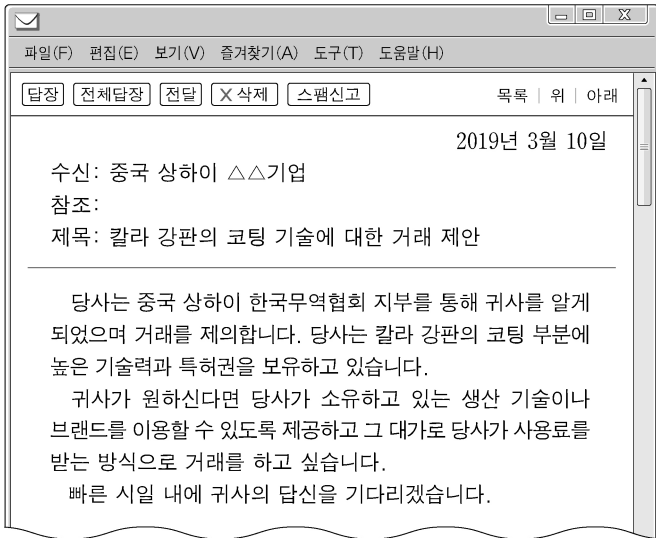 파일(F) 편집(E) 보기(V) 즐겨찾기(A) 도구(T) 도움말(H)
답장 전체답장 전달 X 삭제 스팸신고 목록 | 위 | 아래
2019년 3월 10일
수신: 중국 상하이 △△기업
참조:
제목: 칼라 강판의 코팅 기술에 대한 거래 제안
당사는 중국 상하이 한국무역협회 지부를 통해 귀사를 알게
되었으며 거래를 제의합니다. 당사는 칼라 강판의 코팅 부분에
높은 기술력과 특허권을 보유하고 있습니다.
귀사가 원하신다면 당사가 소유하고 있는 생산 기술이나
브랜드를 이용할 수 있도록 제공하고 그 대가로 당사가 사용료를
받는 방식으로 거래를 하고 싶습니다.
빠른 시일 내에 귀사의 답신을 기다리겠습니다.